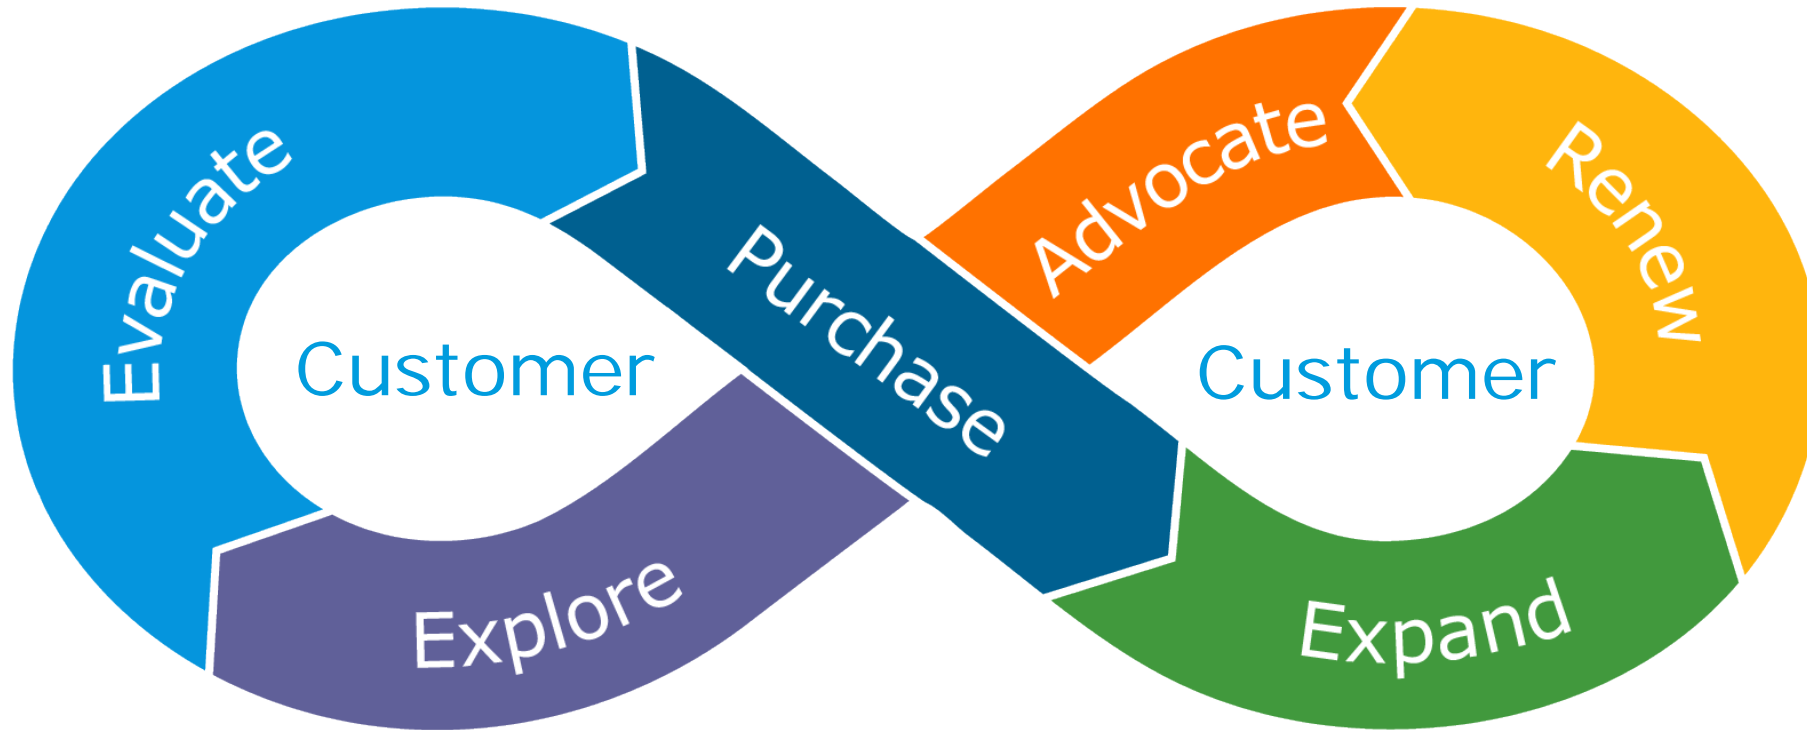 Evaluate
Customer
Explore
Purchase
Advocate
Renew
Customer
Expand